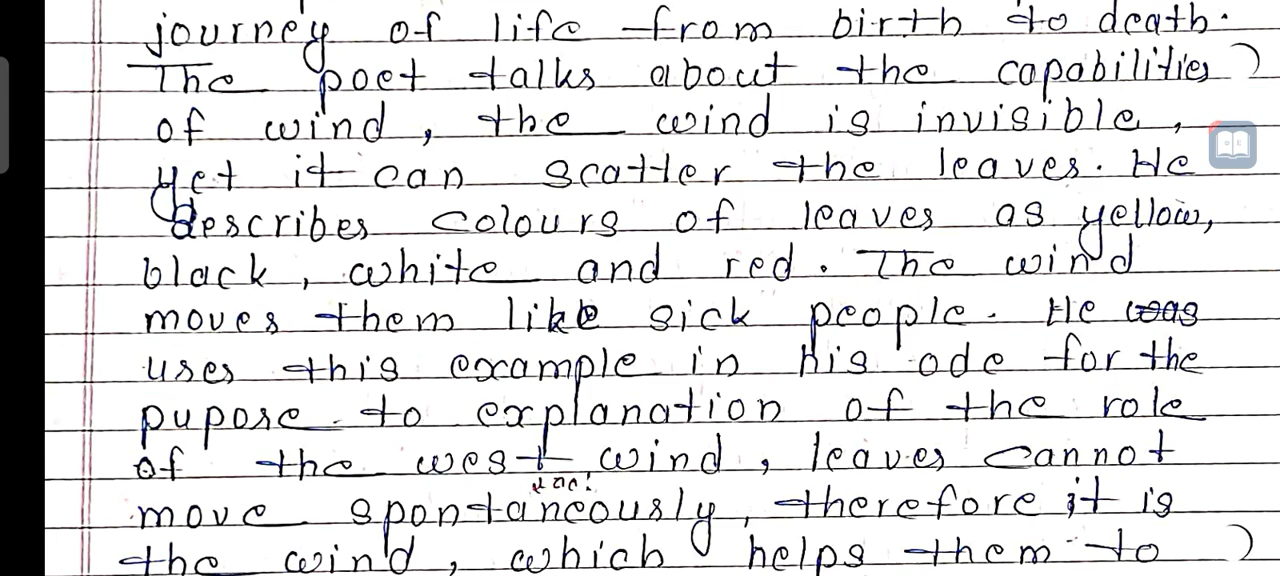 journey of life from birth to death.
The poet talks about the capabilities
of wind, the wind is invisible,
yet it can scatter the leaves. He
describes colours of leaves as yellow,
black, white and red. The wind
moves them like sick people. He was
uses this example in his ode for the
pupose to explanation of the role
of the west wind, leaves cannot
move spontaneously, therefore it is
the wind, which helps them to